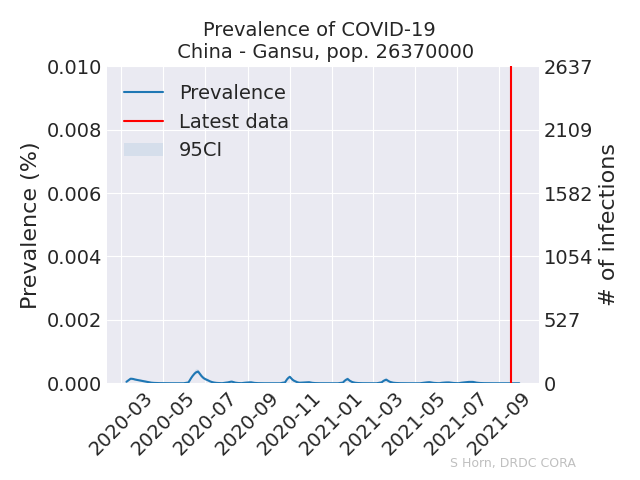 Prevalence of COVID-19
China - Gansu, pop. 26370000
Prevalence
Latest data
95CI
Prevalence (%)
0.010
0.008
0.006
0.004
0.002
0.000
2637
2109
1582
1054
527
0
# of infections
2020-03
2020-05
2020-07
2020-09
2020-11
2021-01
2021-03
2021-05
2021-07
2021-09
S Horn, DRDC CORA